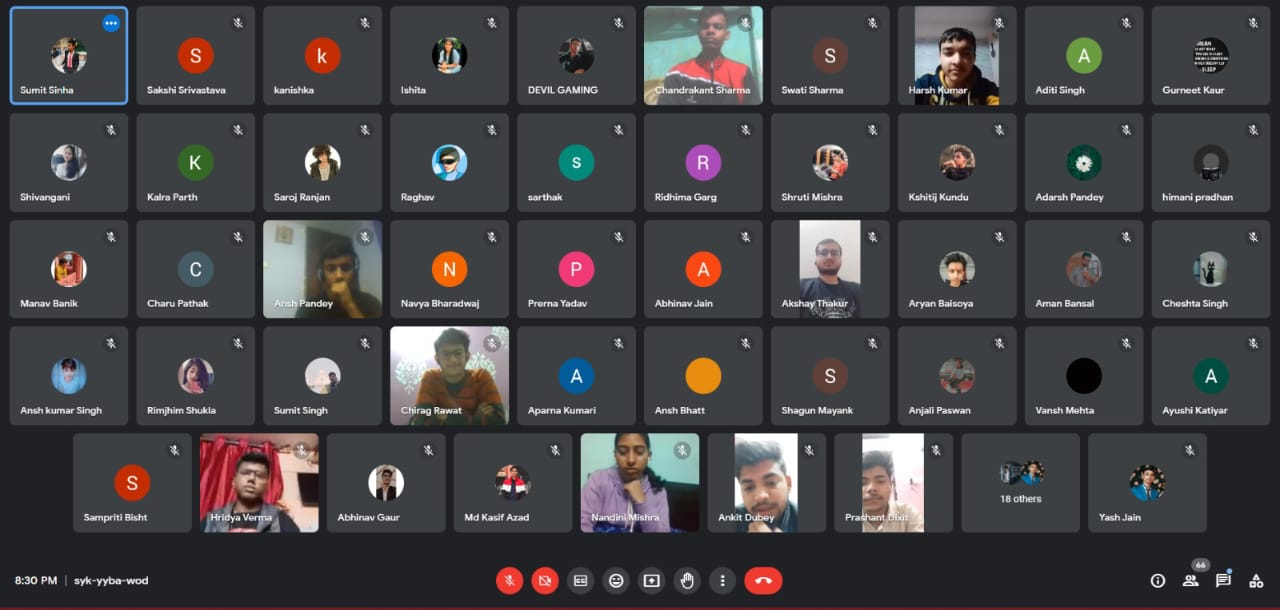 Sumit Sinha
S
Sakshi Srivastava
k
kanishka
Ishita
DEVIL GAMING
Chandrakant Sharma
S
Swati Sharma
Harsh Kumar
A
Aditi Singh
Gurneet Kaur
Shivangani
K
Kalra Parth
Saroj Ranjan
Raghav
s
sarthak
R
Ridhima Garg
Shruti Mishra
Kshitij Kundu
Adarsh Pandey
himani pradhan
Manav Banik
C
Charu Pathak
Ansh Pandey
N
Navya Bharadwaj
P
Prerna Yadav
A
Abhinav Jain
Akshay Thakur
Aryan Baisoya
Aman Bansal
Cheshta Singh
Ansh kumar Singh
Rimjhim Shukla
Sumit Singh
Chirag Rawat
A
Aparna Kumari
Ansh Bhatt
S
Shagun Mayank
Anjali Paswan
Vansh Mehta
A
Ayushi Katiyar
S
Sampriti Bisht
Hridya Verma
Abhinav Gaur
Md Kasif Azad
Nandini Mishra
Ankit Dubey
Prashant Dixit
18 others
Yash Jain
8:30 PM | syk-yyba-wod
66